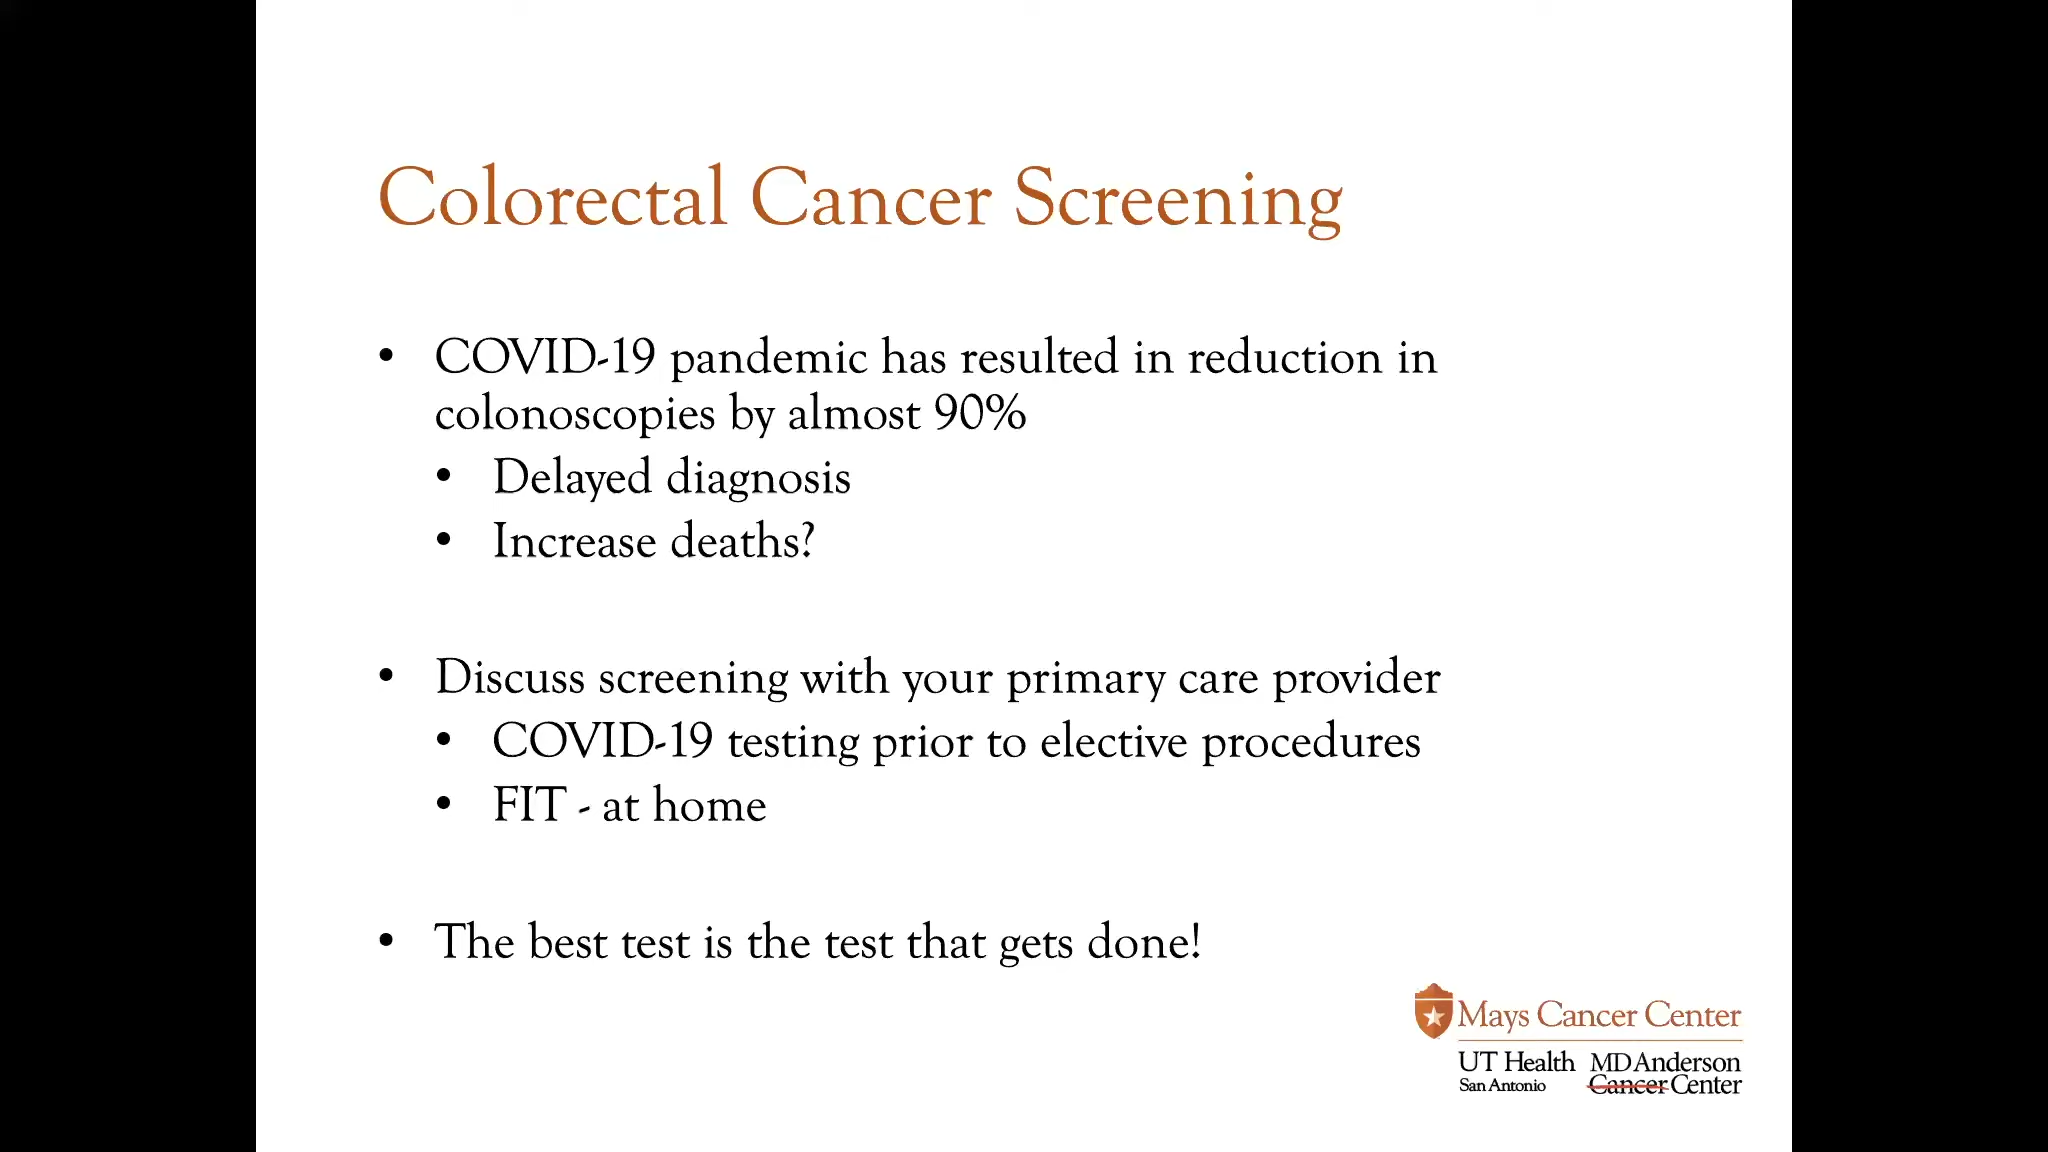 Colorectal Cancer Screening
• COVID-19 pandemic has resulted in reduction in
colonoscopies by almost 90%
• Delayed diagnosis
• Increase deaths?
• Discuss screening with your primary care provider
• COVID-19 testing prior to elective procedures
• FIT - at home
• The best test is the test that gets done!
Mays Cancer Center
UT Health MD Anderson
San Antonio Cancer Center